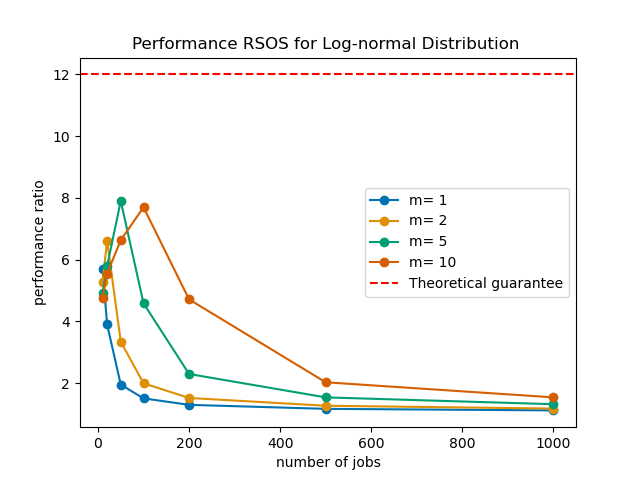 Performance RSOS for Log-normal Distribution
performance ratio
12
10
8
6
4
2
0
200
400
600
800
1000
number of jobs
m= 1
m= 2
m= 5
m= 10
Theoretical guarantee